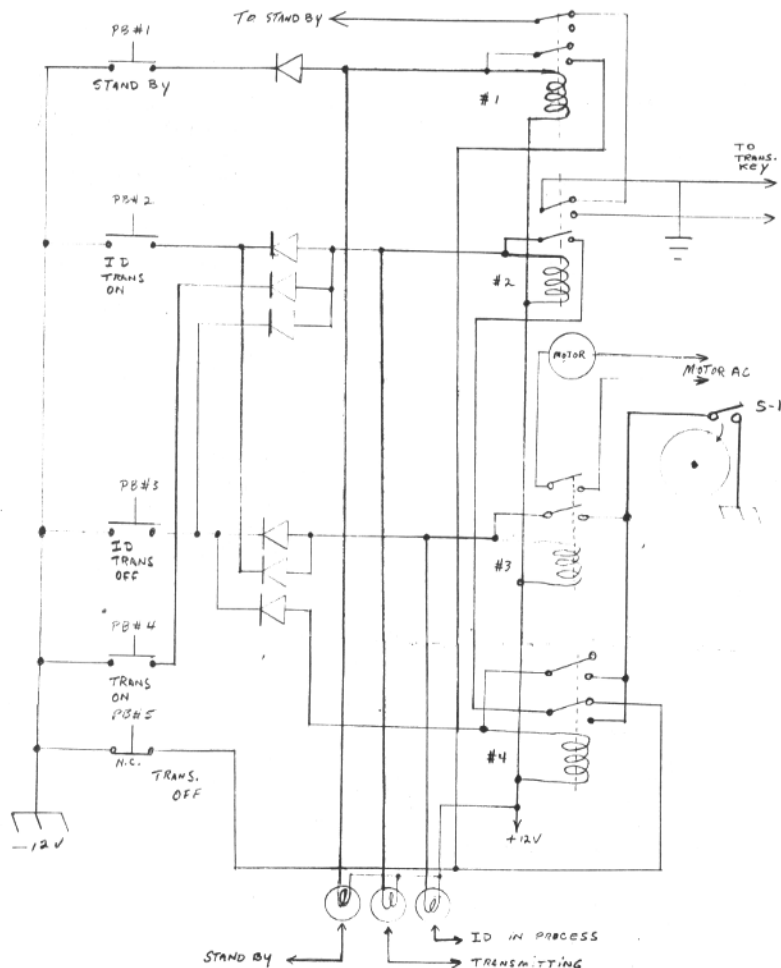 TO STAND BY
PB#1
STAND BY
#1
TO
TRANS.
KEY
PB#2
ID
TRANS
ON
#2
MOTOR
MOTOR AC
S-1
PB#3
ID
TRANS
OFF
#3
PB#4
TRANS
ON
PB#5
N.C.
TRANS.
OFF
#4
-12V
+12V
STAND BY
ID IN PROCESS
TRANSMITTING